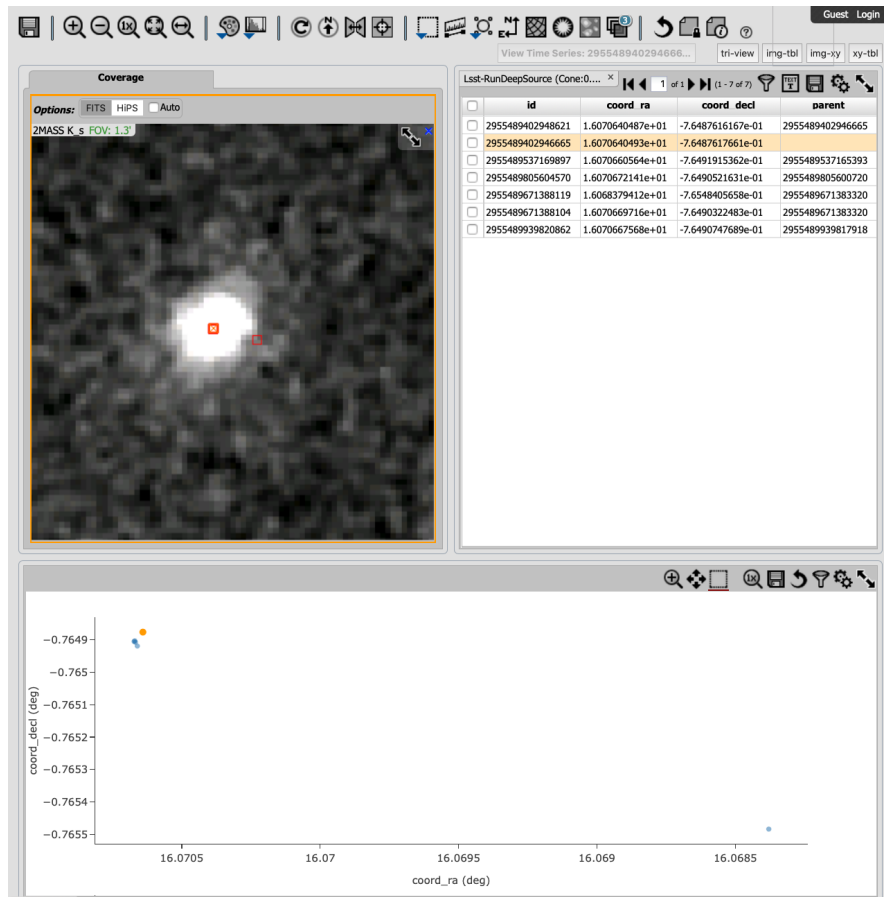 Guest Login
1x
N
E N
3
i
?
View Time Series: 295548940294666...
tri-view img-tbl img-xy xy-tbl
Coverage
Options: FITS HiPS Auto
2MASS K_s FOV: 1.3'
Lsst-RunDeepSource (Cone:0.... × 1 of 1 (1 - 7 of 7) TEXT T
id coord_ra coord_decl parent
2955489402948621 1.6070640487e+01 -7.6487616167e-01 2955489402946665
2955489402946665 1.6070640493e+01 -7.6487617661e-01
2955489537169897 1.6070660564e+01 -7.6491915362e-01 2955489537165393
2955489805604570 1.6070672141e+01 -7.6490521631e-01 2955489805600720
2955489671388119 1.6068379412e+01 -7.6548405658e-01 2955489671383320
2955489671388104 1.6070669716e+01 -7.6490322483e-01 2955489671383320
2955489939820862 1.6070667568e+01 -7.6490747689e-01 2955489939817918
1x
coord_decl (deg)
−0.7649
−0.765
−0.7651
−0.7652
−0.7653
−0.7654
−0.7655
16.0705 16.07 16.0695 16.069 16.0685
coord_ra (deg)